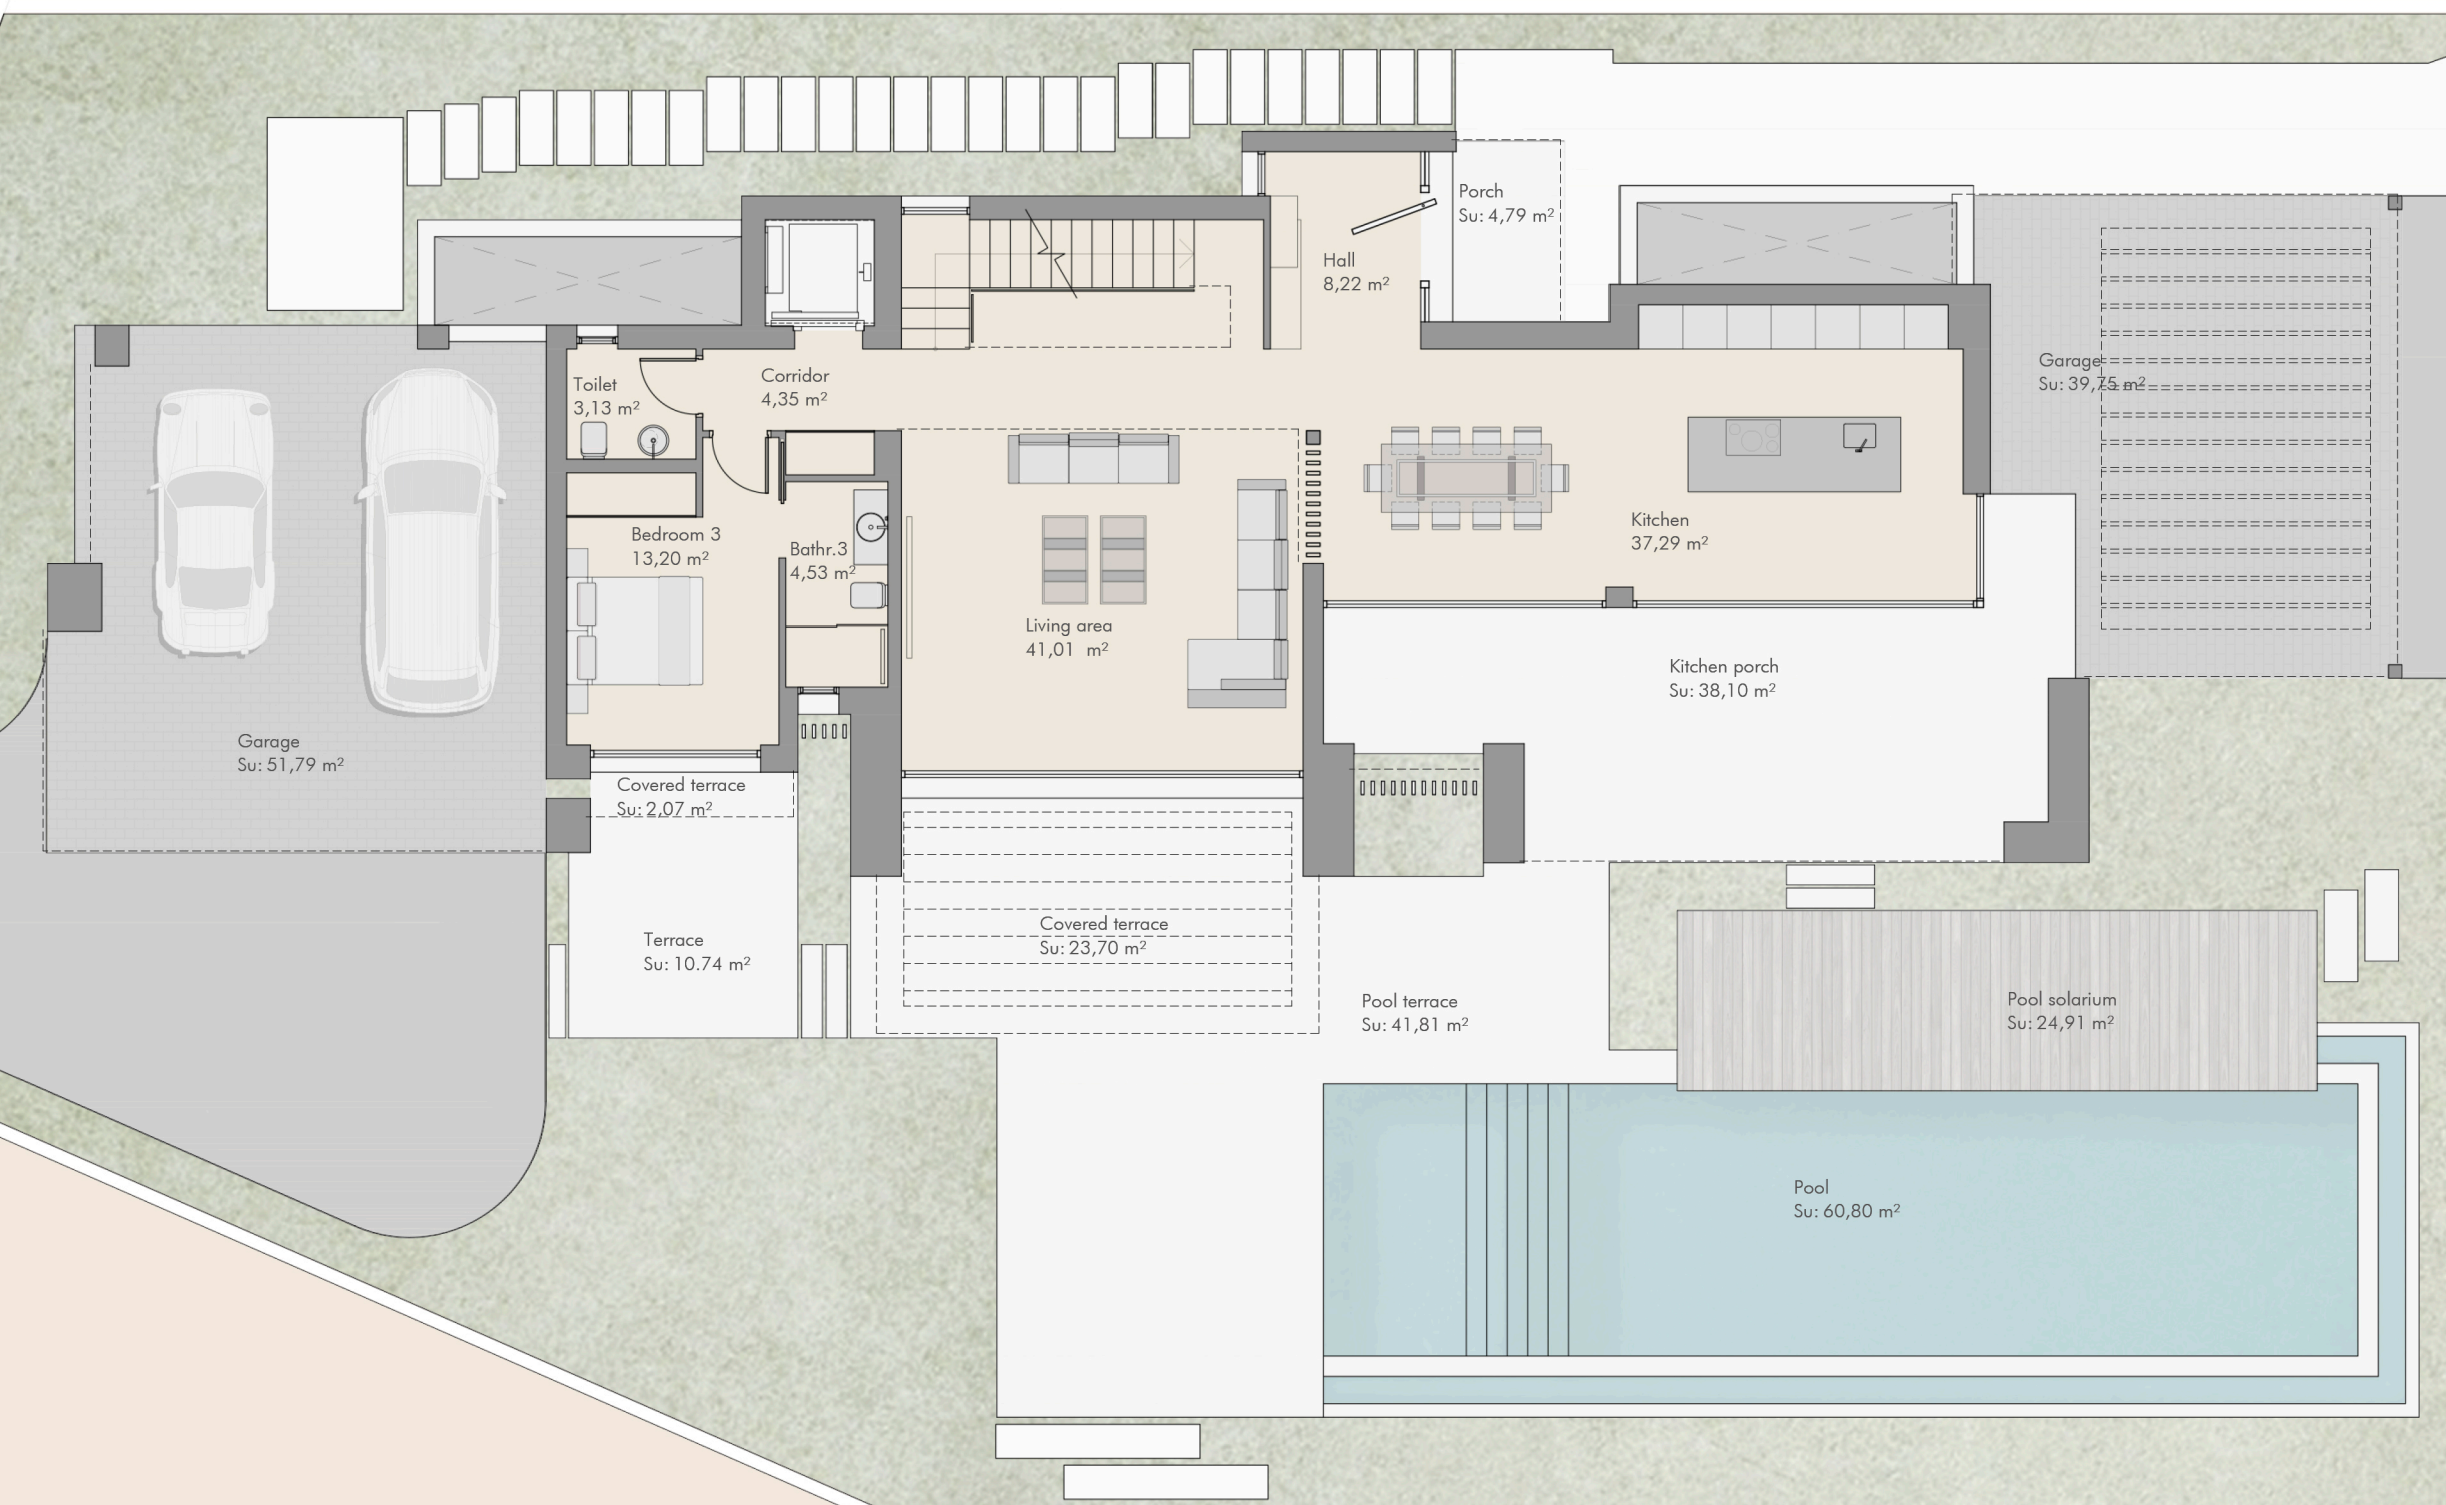 Porch
Su: 4,79 m²
Hall
8,22 m²
Garage
Su: 39,75 m²
Toilet
3,13 m²
Corridor
4,35 m²
Bedroom 3
13,20 m²
Bathr.3
4,53 m²
Kitchen
37,29 m²
Living area
41,01 m²
Kitchen porch
Su: 38,10 m²
Garage
Su: 51,79 m²
Covered terrace
Su: 2,07 m²
Terrace
Su: 10.74 m²
Covered terrace
Su: 23,70 m²
Pool terrace
Su: 41,81 m²
Pool solarium
Su: 24,91 m²
Pool
Su: 60,80 m²